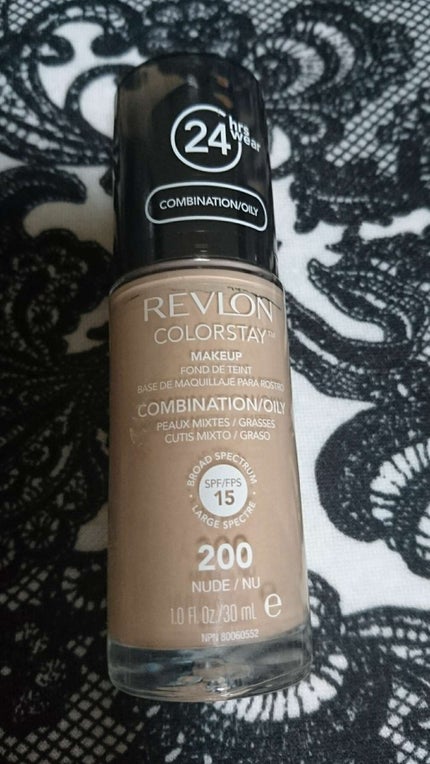 24 hrs wear™
COMBINATION/OILY
REVLON
COLORSTAY™
MAKEUP
FOND DE TEINT
BASE DE MAQUILLAJE PARA ROSTRO
COMBINATION/OILY
PEAUX MIXTES / GRASSES
CUTIS MIXTO / GRASO
BROAD SPECTRUM
SPF/FPS
15
LARGE SPECTRE
200
NUDE / NU
1.0 Fl. Oz./30 mL e
NPN 80060552